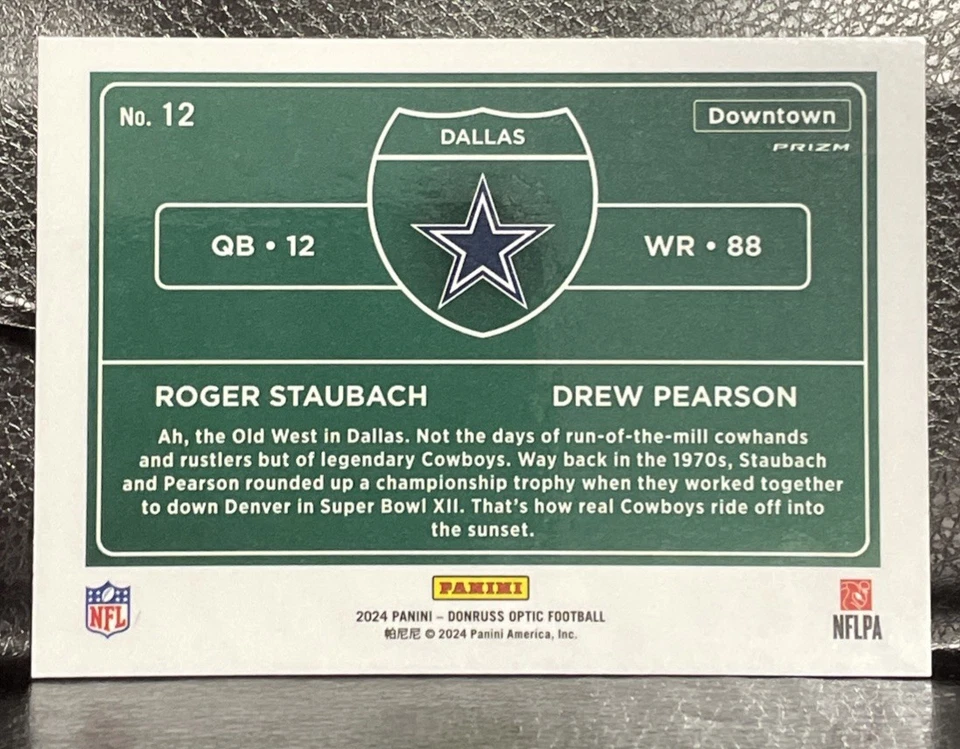 No. 12
Downtown
PRIZM
DALLAS
QB • 12
WR • 88
ROGER STAUBACH
DREW PEARSON
Ah, the Old West in Dallas. Not the days of run-of-the-mill cowhands
and rustlers but of legendary Cowboys. Way back in the 1970s, Staubach
and Pearson rounded up a championship trophy when they worked together
to down Denver in Super Bowl XII. That's how real Cowboys ride off into
the sunset.
PANINI
NFL
2024 PANINI – DONRUSS OPTIC FOOTBALL
帕尼尼 © 2024 Panini America, Inc.
NFLPA